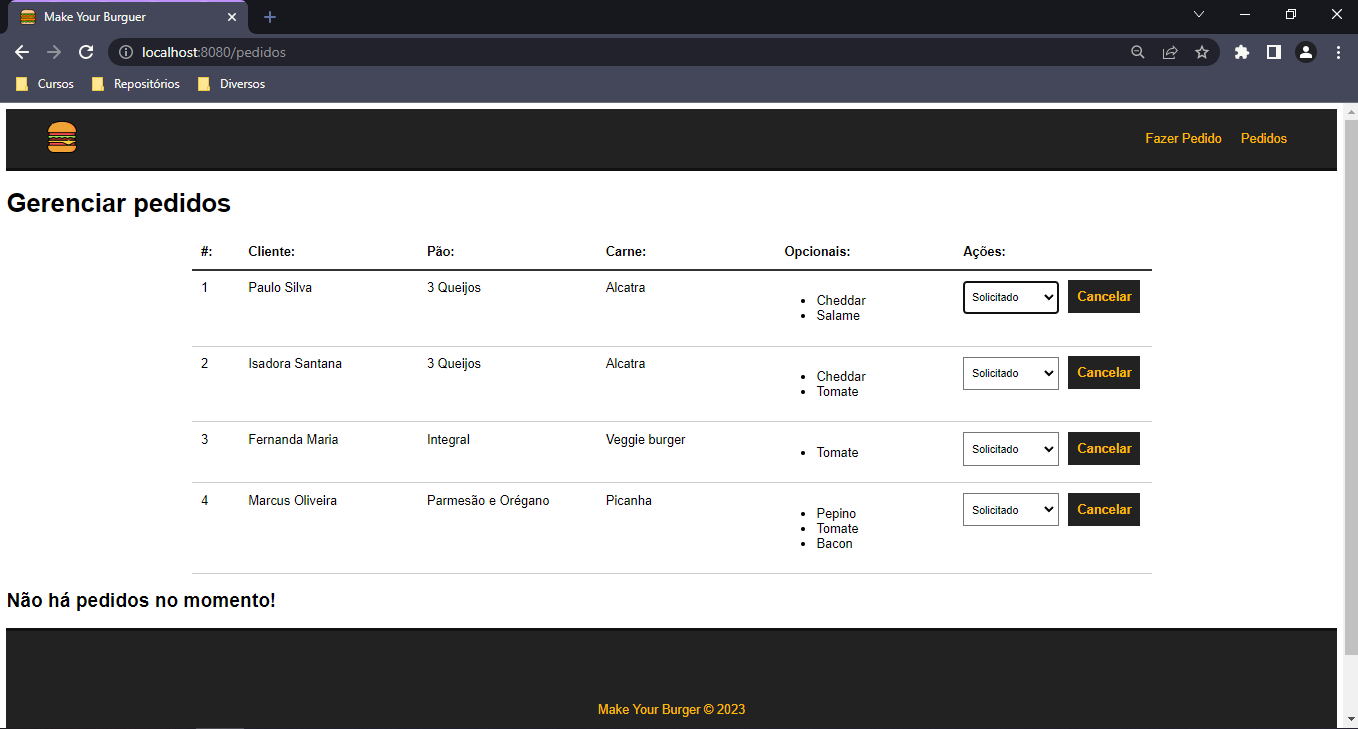 Make Your Burguer
localhost:8080/pedidos
Cursos Repositórios Diversos
Fazer Pedido Pedidos
Gerenciar pedidos
#: Cliente: Pão: Carne: Opcionais: Ações:
1 Paulo Silva 3 Queijos Alcatra Cheddar Solicitado Cancelar
Salame
2 Isadora Santana 3 Queijos Alcatra Cheddar Solicitado Cancelar
Tomate
3 Fernanda Maria Integral Veggie burger Tomate Solicitado Cancelar
4 Marcus Oliveira Parmesão e Orégano Picanha Pepino Solicitado Cancelar
Tomate
Bacon
Não há pedidos no momento!
Make Your Burger © 2023